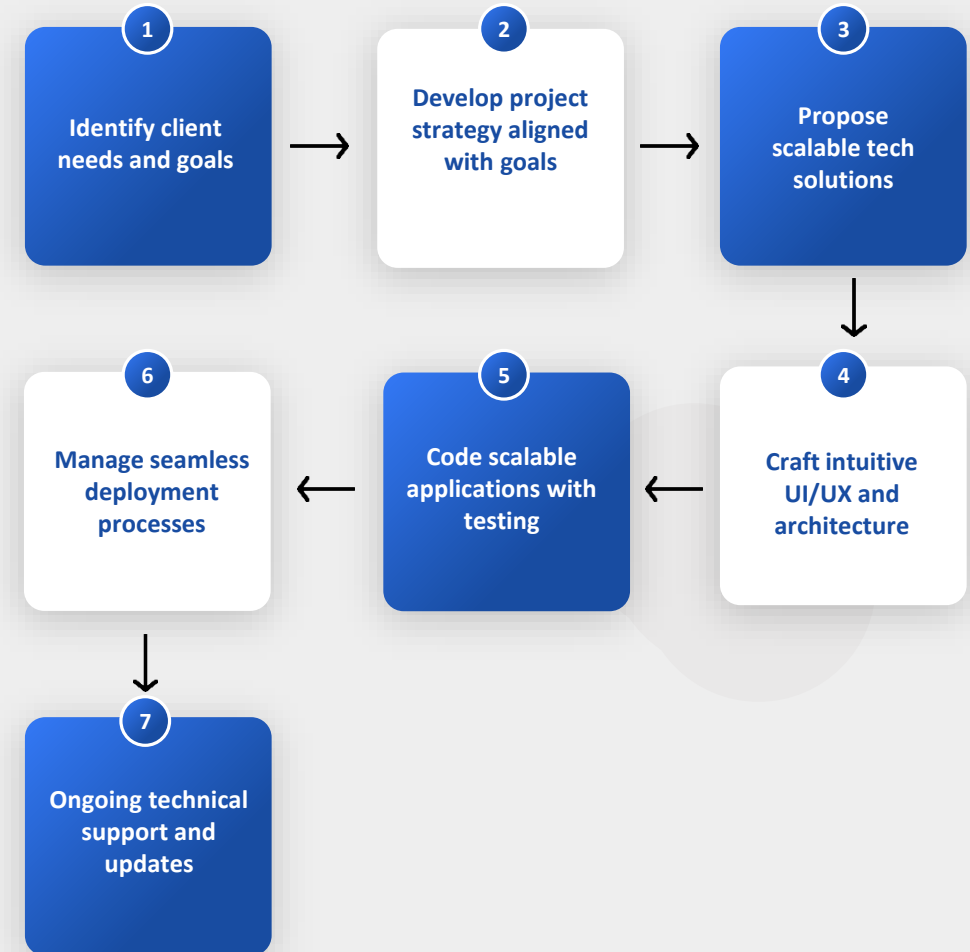 1
Identify client
needs and goals
2
Develop project
strategy aligned
with goals
3
Propose
scalable tech
solutions
4
Craft intuitive
UI/UX and
architecture
5
Code scalable
applications with
testing
6
Manage seamless
deployment
processes
7
Ongoing technical
support and
updates